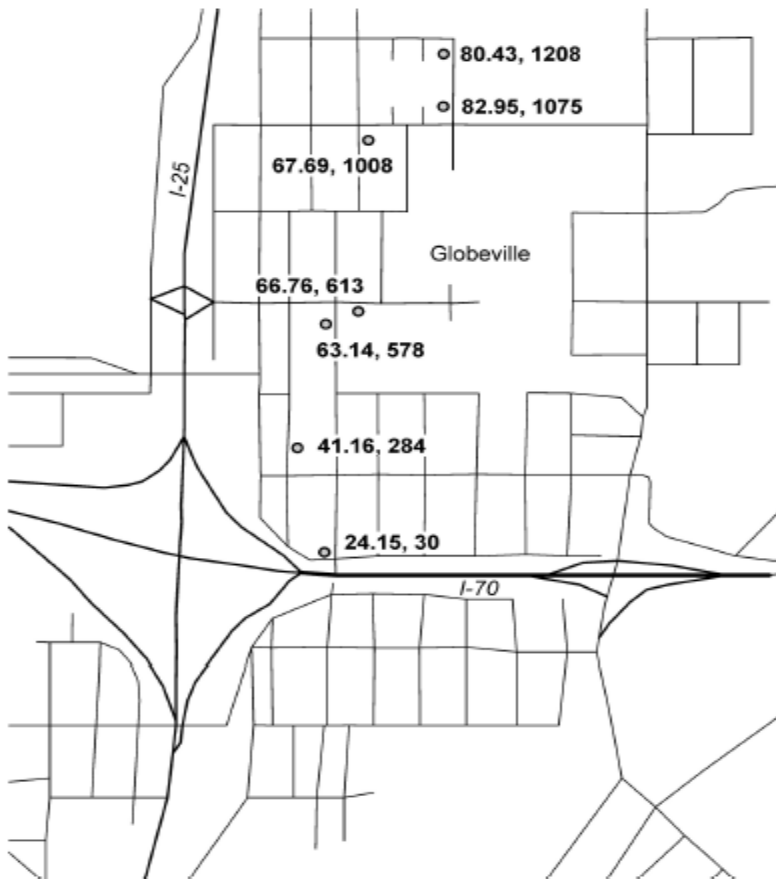 80.43, 1208
82.95, 1075
67.69, 1008
I-25
Globeville
66.76, 613
63.14, 578
41.16, 284
24.15, 30
I-70